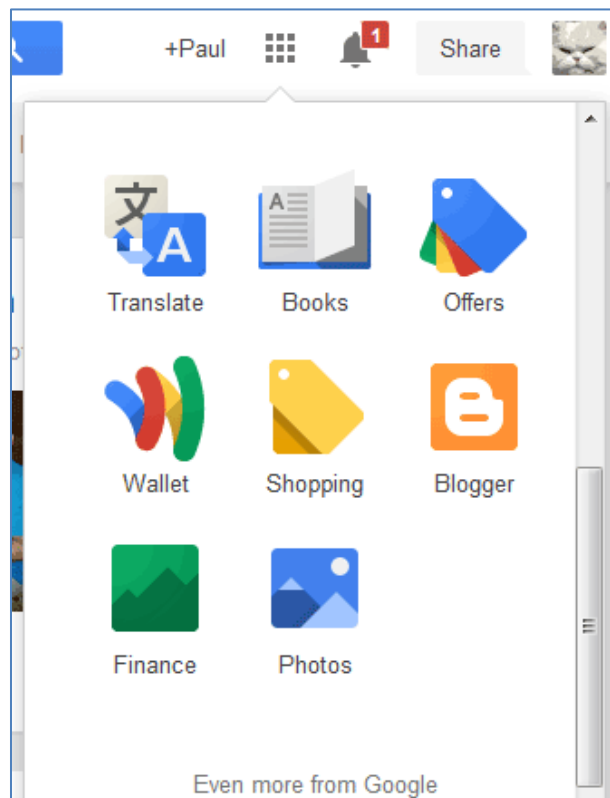 +Paul 1 Share
文 A A
Translate Books Offers
Wallet Shopping Blogger
Finance Photos
Even more from Google